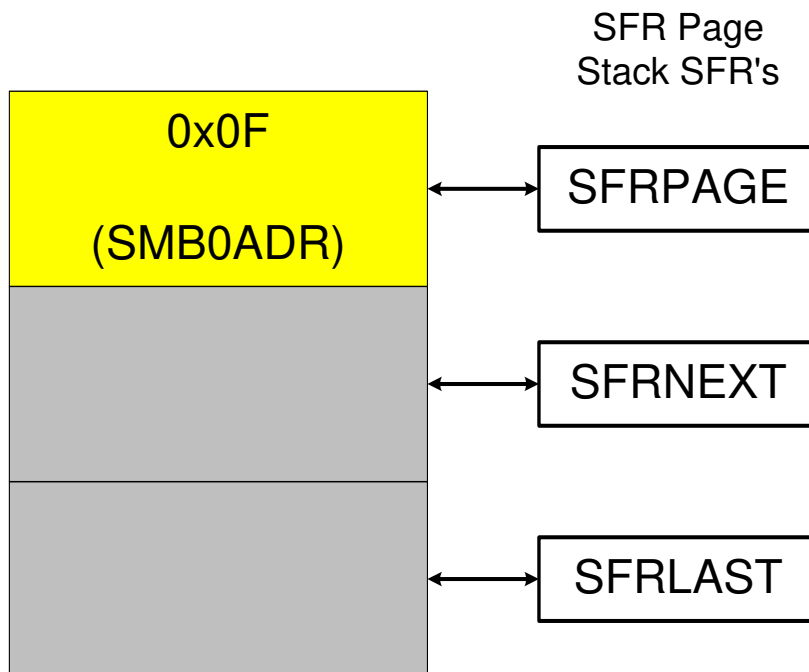 SFR Page
Stack SFR's
0x0F
(SMB0ADR)
SFRPAGE
SFRNEXT
SFRLAST